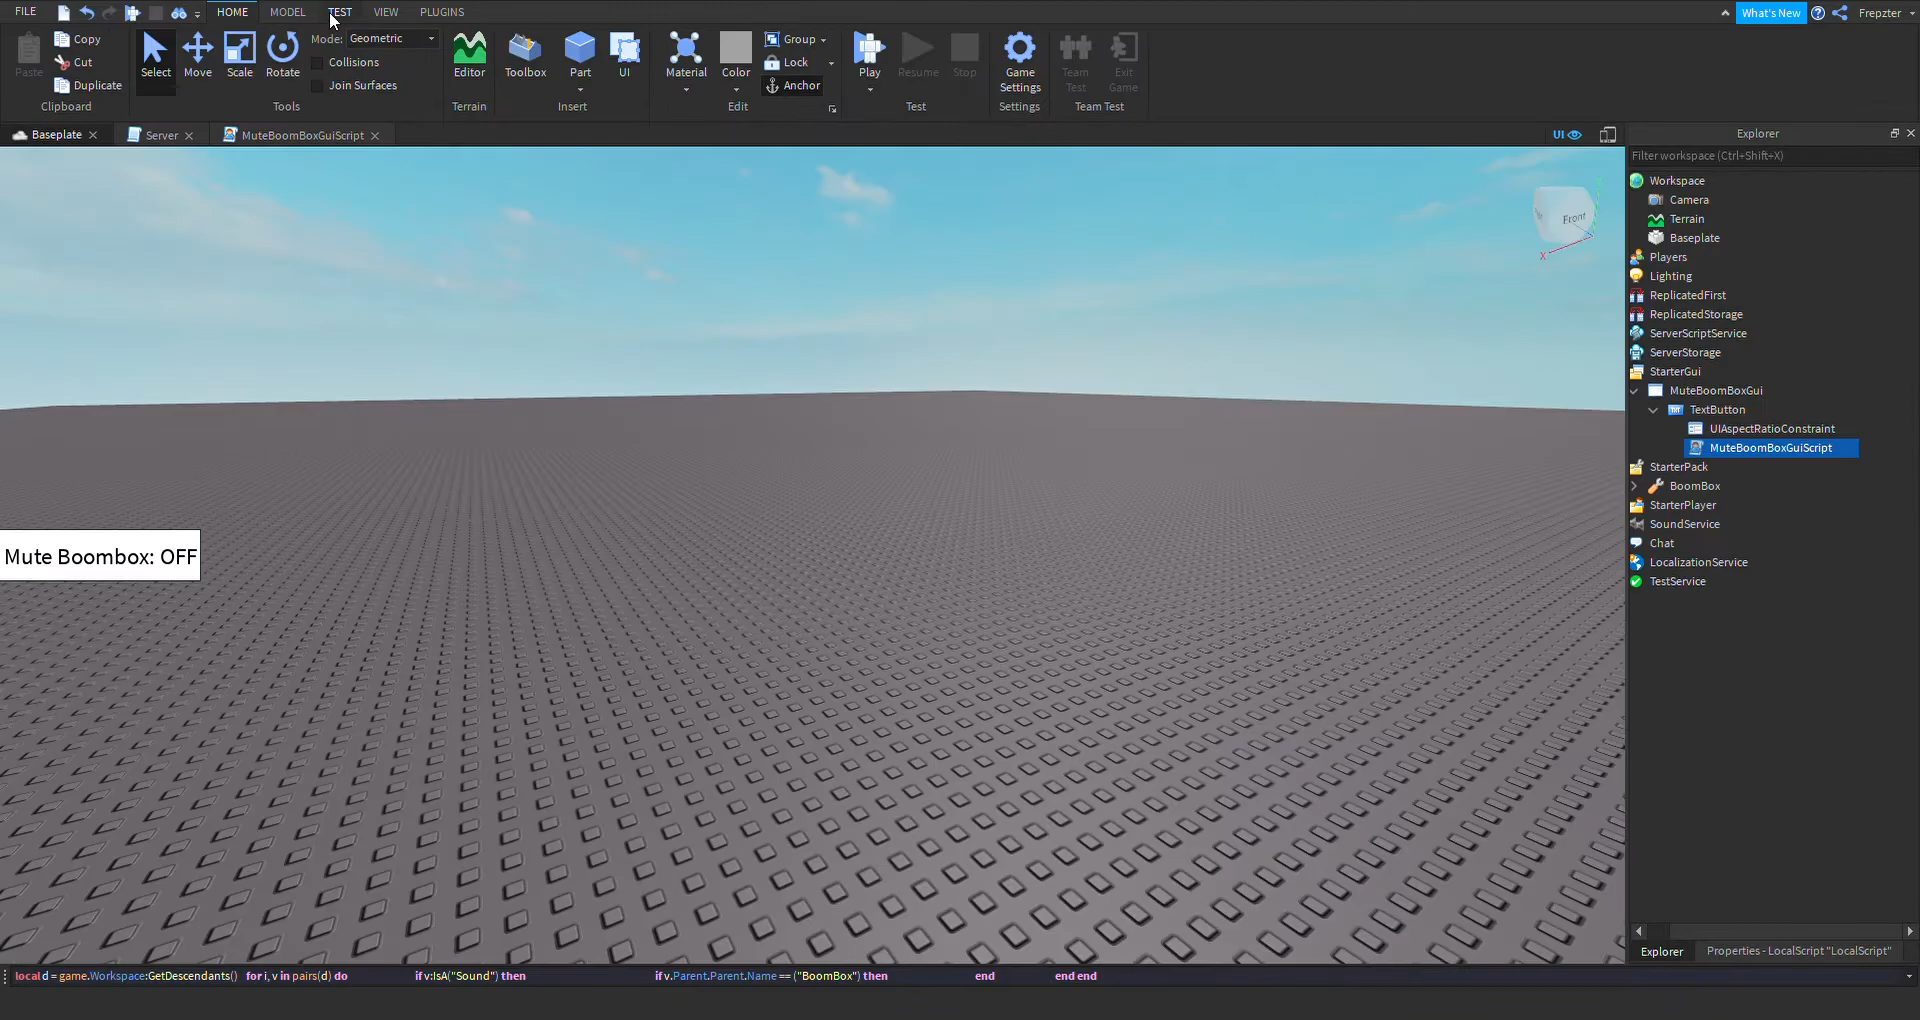 FILE HOME MODEL TEST VIEW PLUGINS What's New Frepzter
Paste Copy Cut Duplicate Clipboard
Select Move Scale Rotate Mode: Geometric Collisions Join Surfaces Tools
Editor Terrain
Toolbox Part UI Insert
Material Color Group Lock Anchor Edit
Play Resume Stop Test
Game Settings Settings
Team Test Exit Game Team Test
Baseplate Server MuteBoomBoxGuiScript UI
Explorer
Filter workspace (Ctrl+Shift+X)
Workspace
Camera
Terrain
Baseplate
Players
Lighting
ReplicatedFirst
ReplicatedStorage
ServerScriptService
ServerStorage
StarterGui
MuteBoomBoxGui
TextButton
UIAspectRatioConstraint
MuteBoomBoxGuiScript
StarterPack
BoomBox
StarterPlayer
SoundService
Chat
LocalizationService
TestService
Front
X
Mute Boombox: OFF
Explorer Properties - LocalScript "LocalScript"
local d = game.Workspace:GetDescendants() for i, v in pairs(d) do if v:IsA("Sound") then if v.Parent.Parent.Name == ("BoomBox") then end end end